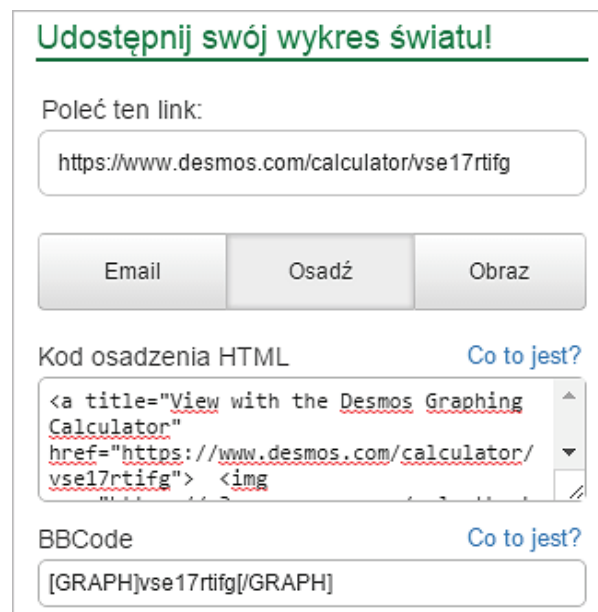 Udostępnij swój wykres światu!
Poleć ten link:
https://www.desmos.com/calculator/vse17rtifg
Email Osadź Obraz
Kod osadzenia HTML Co to jest?
<a title="View with the Desmos Graphing
Calculator"
href="https://www.desmos.com/calculator/
vse17rtifg"> <img
BBCode Co to jest?
[GRAPH]vse17rtifg[/GRAPH]